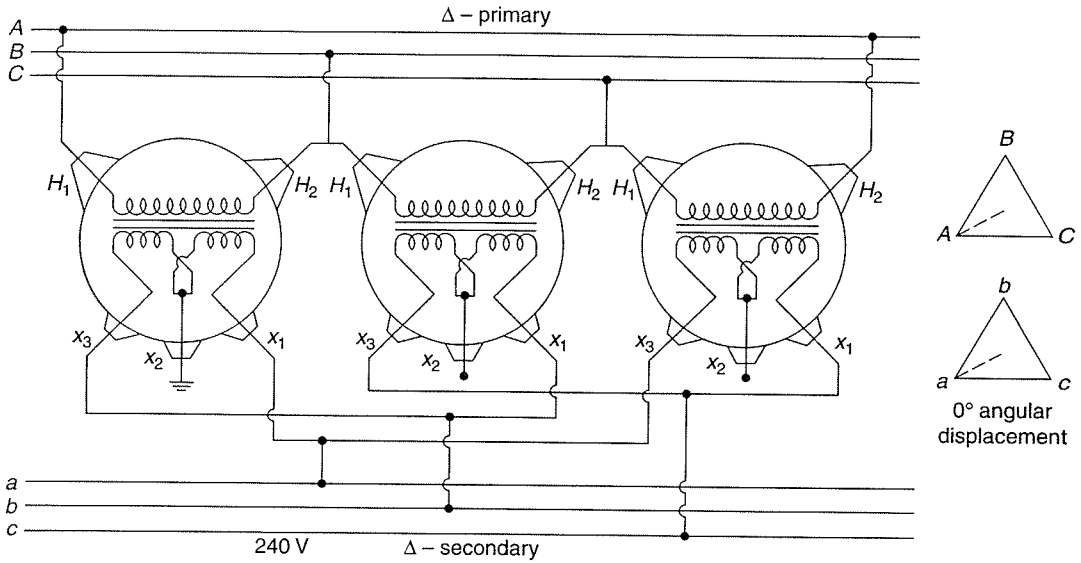 Δ – primary
A
B
C
H1 H2 H1 H2 H1 H2
B
A C
x3 x2 x1 x3 x2 x1 x3 x2 x1
b
a c
0° angular
displacement
a
b
c
240 V Δ – secondary